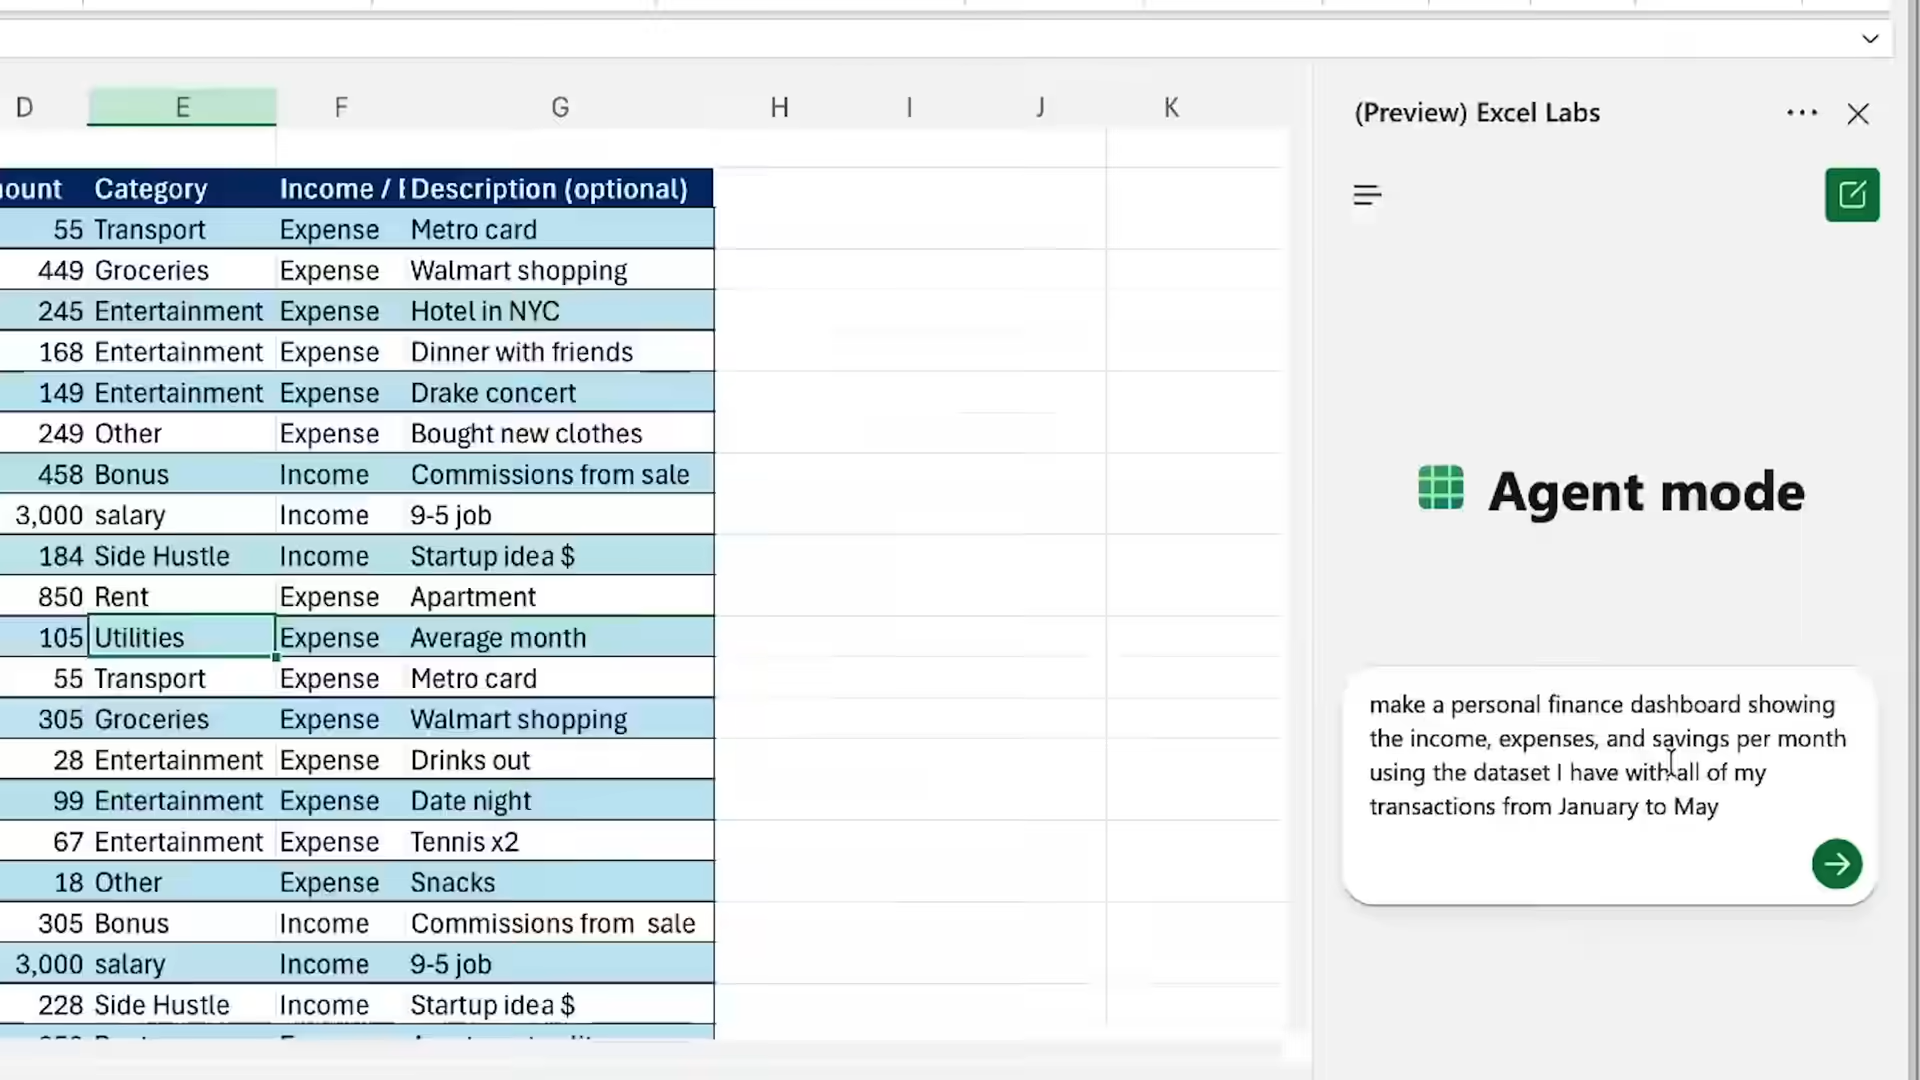 D E F G H I J K
ount Category Income / E Description (optional)
55 Transport Expense Metro card
449 Groceries Expense Walmart shopping
245 Entertainment Expense Hotel in NYC
168 Entertainment Expense Dinner with friends
149 Entertainment Expense Drake concert
249 Other Expense Bought new clothes
458 Bonus Income Commissions from sale
3,000 salary Income 9-5 job
184 Side Hustle Income Startup idea $
850 Rent Expense Apartment
105 Utilities Expense Average month
55 Transport Expense Metro card
305 Groceries Expense Walmart shopping
28 Entertainment Expense Drinks out
99 Entertainment Expense Date night
67 Entertainment Expense Tennis x2
18 Other Expense Snacks
305 Bonus Income Commissions from  sale
3,000 salary Income 9-5 job
228 Side Hustle Income Startup idea $
(Preview) Excel Labs
Agent mode
make a personal finance dashboard showing
the income, expenses, and savings per month
using the dataset I have with all of my
transactions from January to May